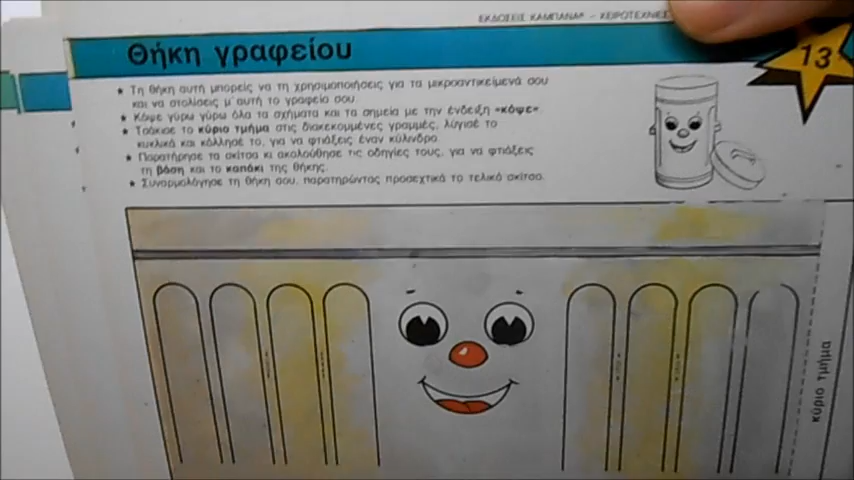 ΕΚΔΟΣΕΙΣ ΚΑΜΠΑΝΑ® - ΧΕΙΡΟΤΕΧΝΙΕΣ
Θήκη γραφείου
13
★ Τη θήκη αυτή μπορείς να τη χρησιμοποιήσεις για τα μικροαντικείμενά σου
και να στολίσεις μ' αυτή το γραφείο σου.
★ Κόψε γύρω γύρω όλα τα σχήματα και τα σημεία με την ένδειξη «κόψε».
★ Τσάκισε το κύριο τμήμα στις διακεκομμένες γραμμές, λύγισέ το
κυκλικά και κόλλησέ το, για να φτιάξεις έναν κύλινδρο.
★ Παρατήρησε τα σκίτσα κι ακολούθησε τις οδηγίες τους, για να φτιάξεις
τη βάση και το καπάκι της θήκης.
★ Συναρμολόγησε τη θήκη σου, παρατηρώντας προσεχτικά το τελικό σκίτσο.
κύριο τμήμα